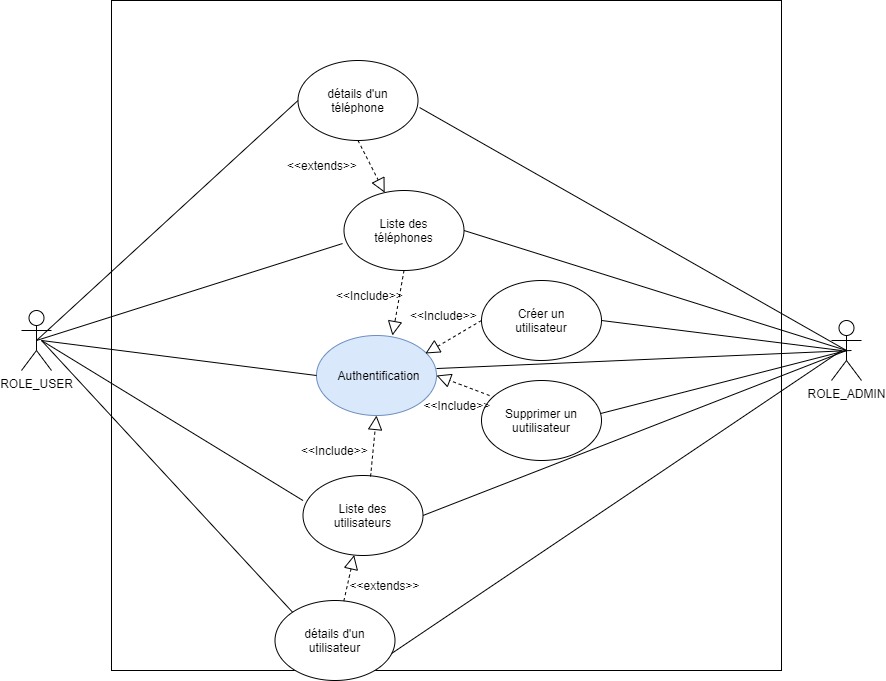 détails d'un
téléphone
<<extends>>
Liste des
téléphones
<<Include>>
<<Include>>
Créer un
utilisateur
Authentification
<<Include>>
Supprimer un
uutilisateur
ROLE_USER
ROLE_ADMIN
<<Include>>
Liste des
utilisateurs
<<extends>>
détails d'un
utilisateur